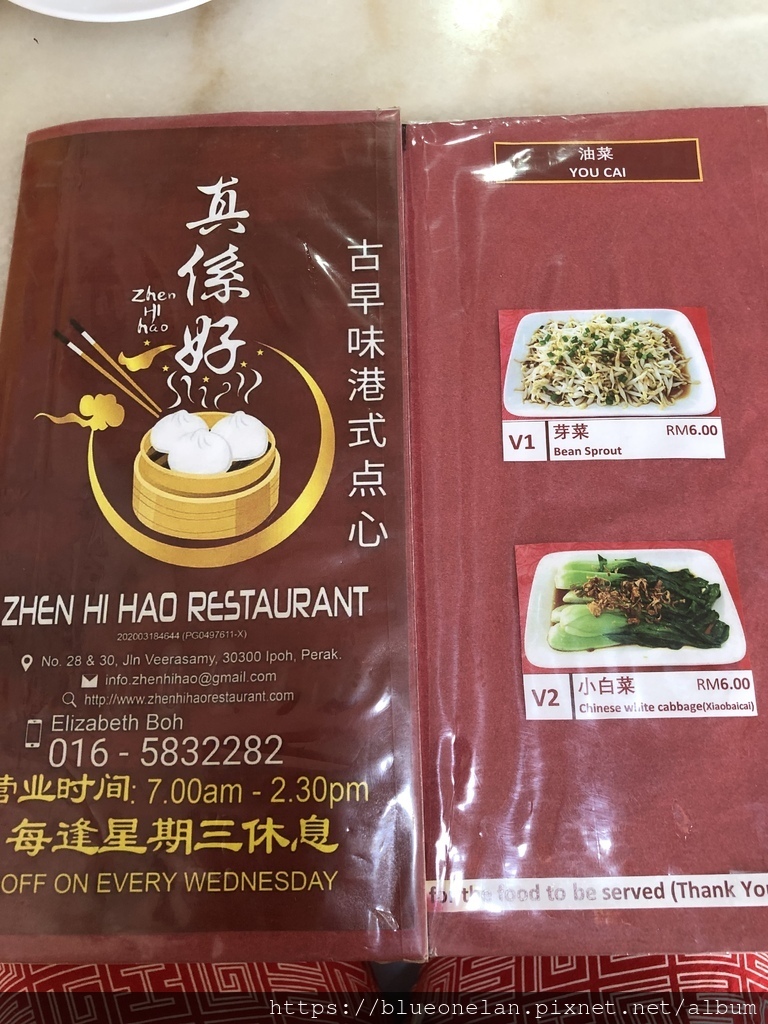 真係好
Zhen
Hi
hao
古早味港式点心
ZHEN HI HAO RESTAURANT
202003184644 (PG0497611-X)
No. 28 & 30, Jln Veerasamy, 30300 Ipoh, Perak.
info.zhenhihao@gmail.com
http://www.zhenhihaorestaurant.com
Elizabeth Boh
016 - 5832282
营业时间: 7.00am - 2.30pm
每逢星期三休息
OFF ON EVERY WEDNESDAY
油菜
YOU CAI
V1 芽菜 RM6.00
Bean Sprout
V2 小白菜 RM6.00
Chinese white cabbage(Xiaobaicai)
for the food to be served (Thank You
https://blueonelan.pixnet.net/album